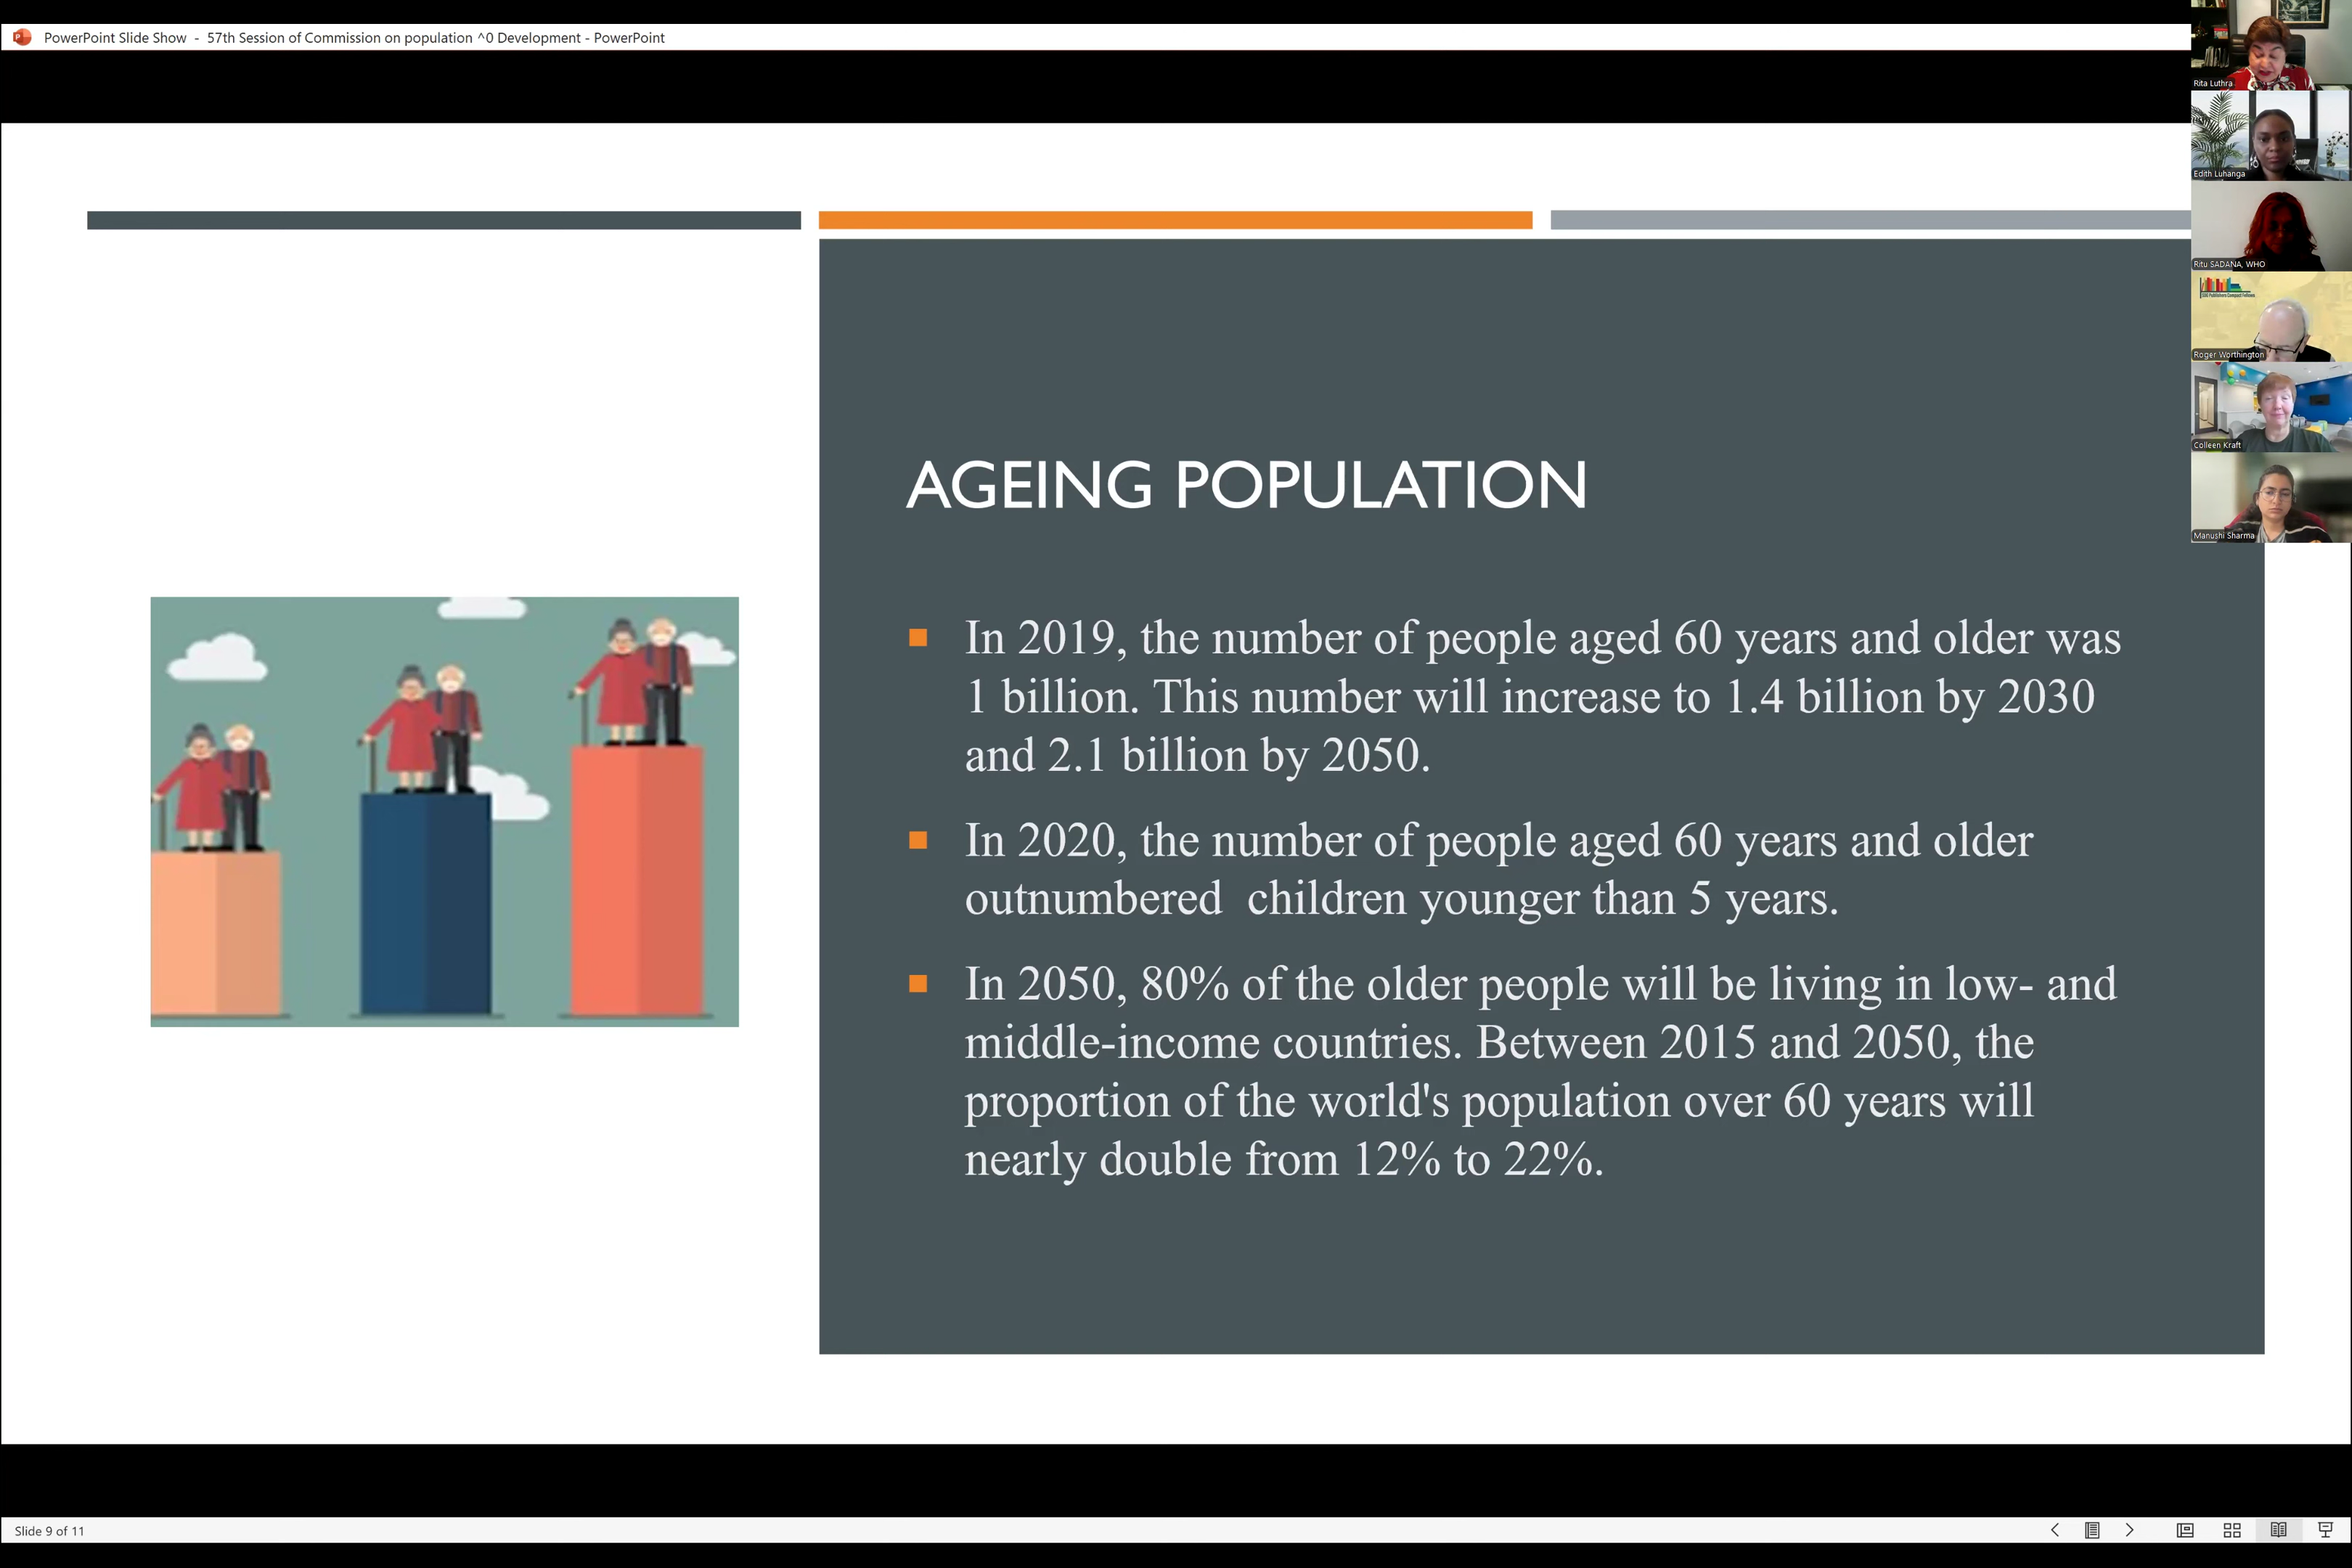 PowerPoint Slide Show - 57th Session of Commission on population ^0 Development - PowerPoint
Rita Luthra
Edith Luhanga
Ritu SADANA, WHO
Roger Worthington
Colleen Kraft
Manushi Sharma
AGEING POPULATION
In 2019, the number of people aged 60 years and older was
1 billion. This number will increase to 1.4 billion by 2030
and 2.1 billion by 2050.
In 2020, the number of people aged 60 years and older
outnumbered  children younger than 5 years.
In 2050, 80% of the older people will be living in low- and
middle-income countries. Between 2015 and 2050, the
proportion of the world's population over 60 years will
nearly double from 12% to 22%.
Slide 9 of 11